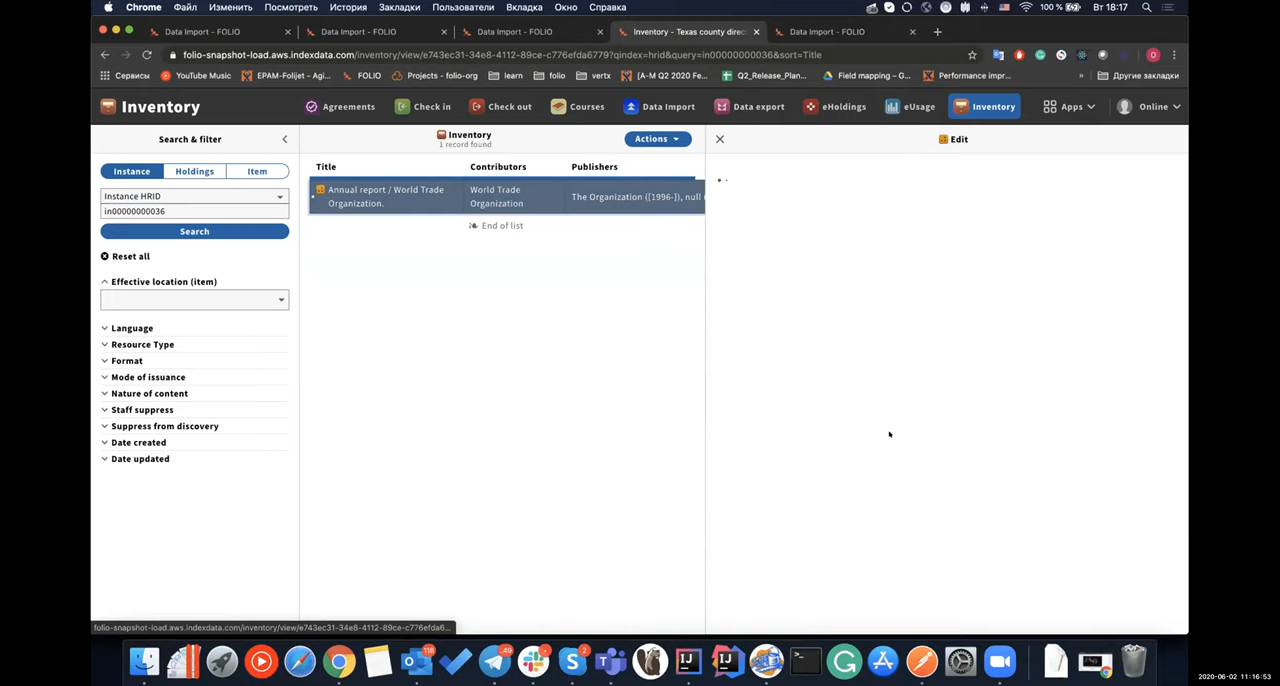 Chrome Файл Изменить Посмотреть История Закладки Пользователи Вкладка Окно Справка 100 % Вт 18:17
Data Import - FOLIO × Data Import - FOLIO × Data Import - FOLIO × Inventory - Texas county direc × Data Import - FOLIO × +
folio-snapshot-load.aws.indexdata.com/inventory/view/e743ec31-34e8-4112-89ce-c776efda6779?qindex=hrid&query=in00000000036&sort=Title
Сервисы YouTube Music EPAM-Folijet - Agi... FOLIO Projects - folio-org learn folio vertx [A-M Q2 2020 Fe... Q2_Release_Plan... Field mapping – G... Performance impr... » Другие закладки
Inventory Agreements Check in Check out Courses Data Import Data export eHoldings eUsage Inventory Apps Online
Search & filter
Inventory
1 record found
Actions
Edit
Instance Holdings Item
Title Contributors Publishers
Instance HRID
in00000000036
Search
Annual report / World Trade
Organization.
World Trade
Organization
The Organization ([1996-]), null
End of list
Reset all
Effective location (item)
Language
Resource Type
Format
Mode of issuance
Nature of content
Staff suppress
Suppress from discovery
Date created
Date updated
folio-snapshot-load.aws.indexdata.com/inventory/view/e743ec31-34e8-4112-89ce-c776efda6...
2020-06-02 11:16:53